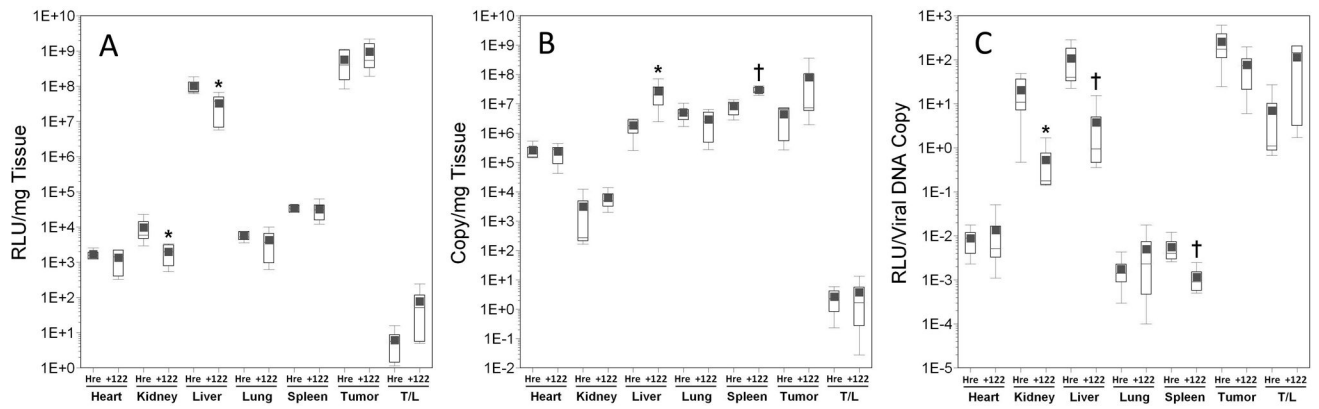 A
RLU/mg Tissue
1E+10
1E+9
1E+8
1E+7
1E+6
1E+5
1E+4
1E+3
1E+2
1E+1
1E+0
*
*
Hre +122 Hre +122 Hre +122 Hre +122 Hre +122 Hre +122 Hre +122
Heart Kidney Liver Lung Spleen Tumor T/L
B
Copy/mg Tissue
1E+10
1E+9
1E+8
1E+7
1E+6
1E+5
1E+4
1E+3
1E+2
1E+1
1E+0
1E-1
1E-2
*
†
Hre +122 Hre +122 Hre +122 Hre +122 Hre +122 Hre +122 Hre +122
Heart Kidney Liver Lung Spleen Tumor T/L
C
RLU/Viral DNA Copy
1E+3
1E+2
1E+1
1E+0
1E-1
1E-2
1E-3
1E-4
1E-5
*
†
†
Hre +122 Hre +122 Hre +122 Hre +122 Hre +122 Hre +122 Hre +122
Heart Kidney Liver Lung Spleen Tumor T/L